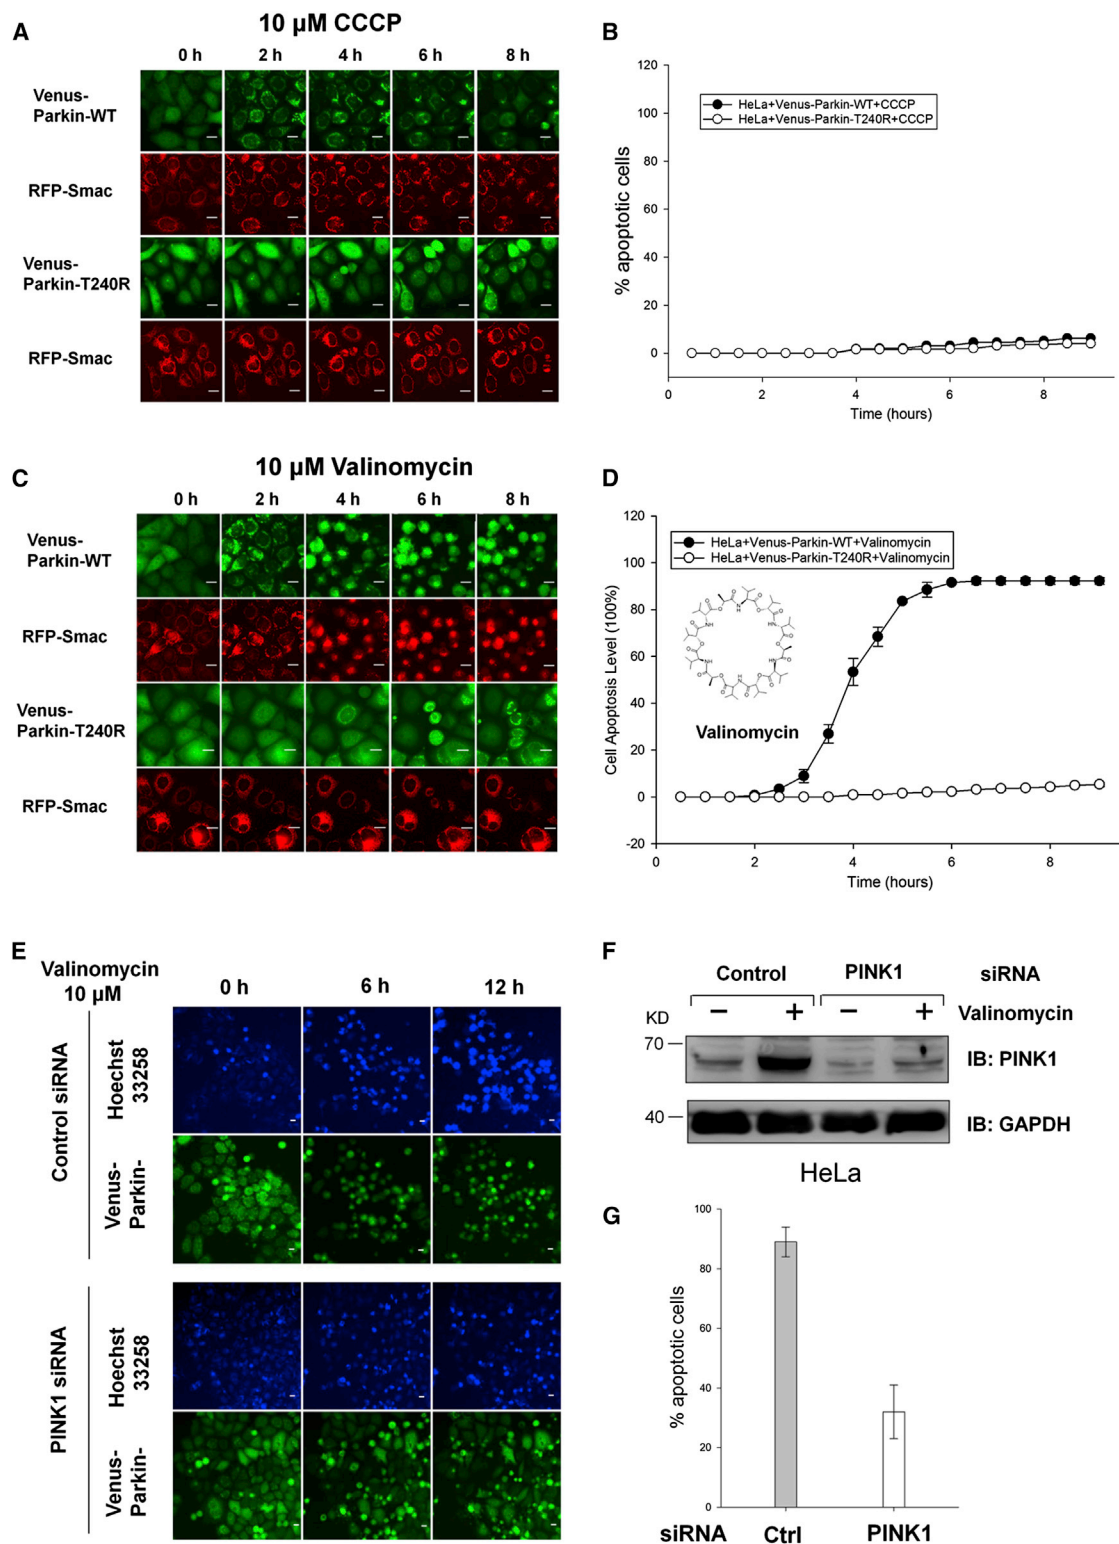 A
10 µM CCCP
0 h 2 h 4 h 6 h 8 h
Venus-
Parkin-WT
RFP-Smac
Venus-
Parkin-T240R
RFP-Smac
B
120
100
80
60
40
20
0
% apoptotic cells
HeLa+Venus-Parkin-WT+CCCP
HeLa+Venus-Parkin-T240R+CCCP
0 2 4 6 8
Time (hours)
C
10 µM Valinomycin
0 h 2 h 4 h 6 h 8 h
Venus-
Parkin-WT
RFP-Smac
Venus-
Parkin-T240R
RFP-Smac
D
120
100
80
60
40
20
0
-20
Cell Apoptosis Level (100%)
HeLa+Venus-Parkin-WT+Valinomycin
HeLa+Venus-Parkin-T240R+Valinomycin
Valinomycin
0 2 4 6 8
Time (hours)
E
Valinomycin
10 µM
0 h 6 h 12 h
Control siRNA
Hoechst
33258
Venus-
Parkin-
PINK1 siRNA
Hoechst
33258
Venus-
Parkin-
F
Control PINK1 siRNA
− + − + Valinomycin
KD
70
IB: PINK1
40
IB: GAPDH
HeLa
G
100
80
60
40
20
0
% apoptotic cells
siRNA Ctrl PINK1